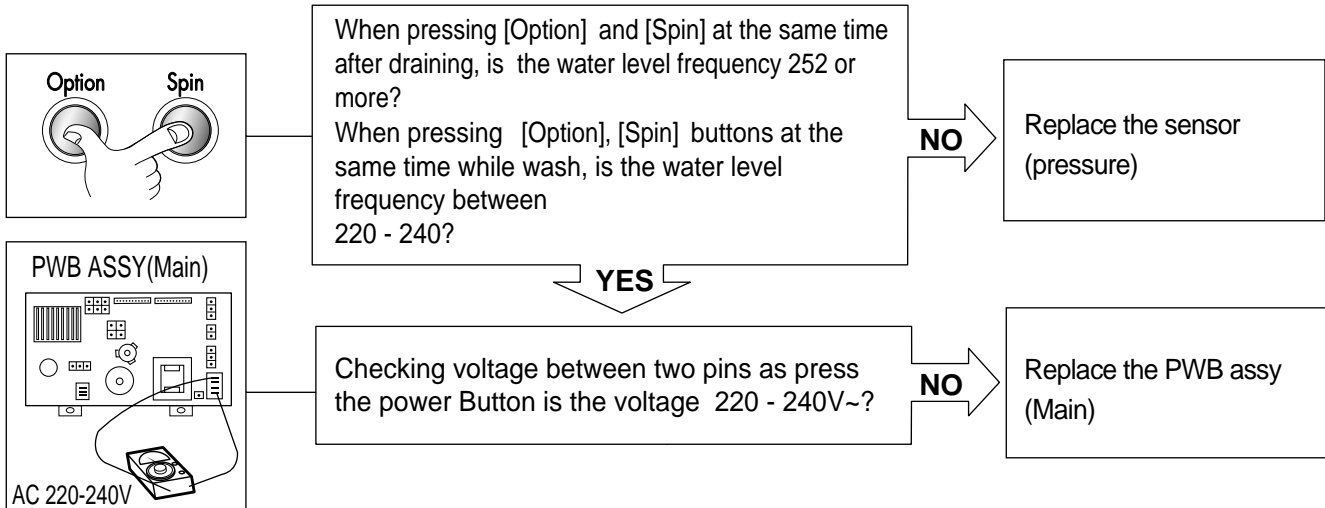 Option Spin
When pressing [Option] and [Spin] at the same time
after draining, is the water level frequency 252 or
more?
When pressing [Option], [Spin] buttons at the
same time while wash, is the water level
frequency between
220 - 240?
NO
Replace the sensor
(pressure)
YES
PWB ASSY(Main)
AC 220-240V
Checking voltage between two pins as press
the power Button is the voltage 220 - 240V~?
NO
Replace the PWB assy
(Main)